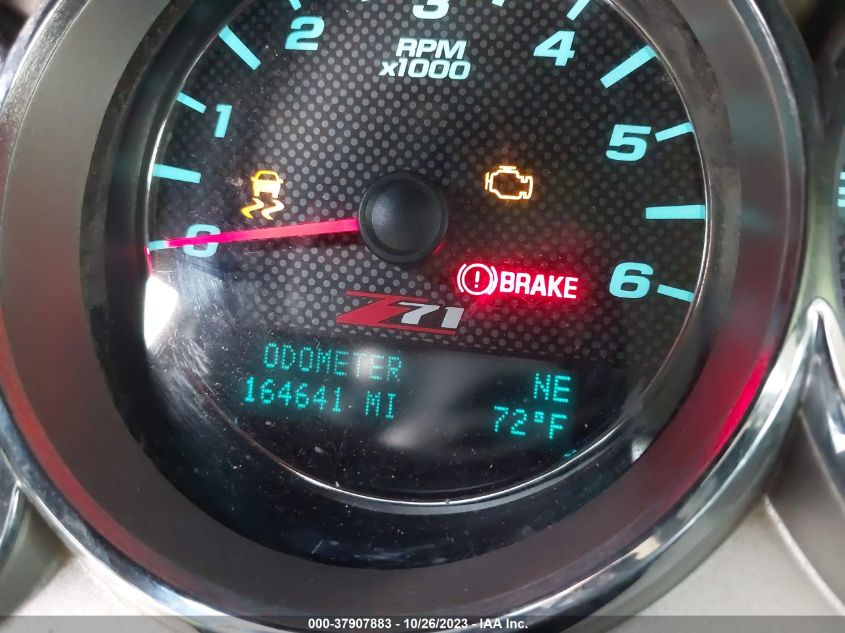 3
2
4
RPM
x1000
1
5
0
6
BRAKE
Z71
ODOMETER
NE
164641 MI
72°F
000-37907883 - 10/26/2023 - IAA Inc.